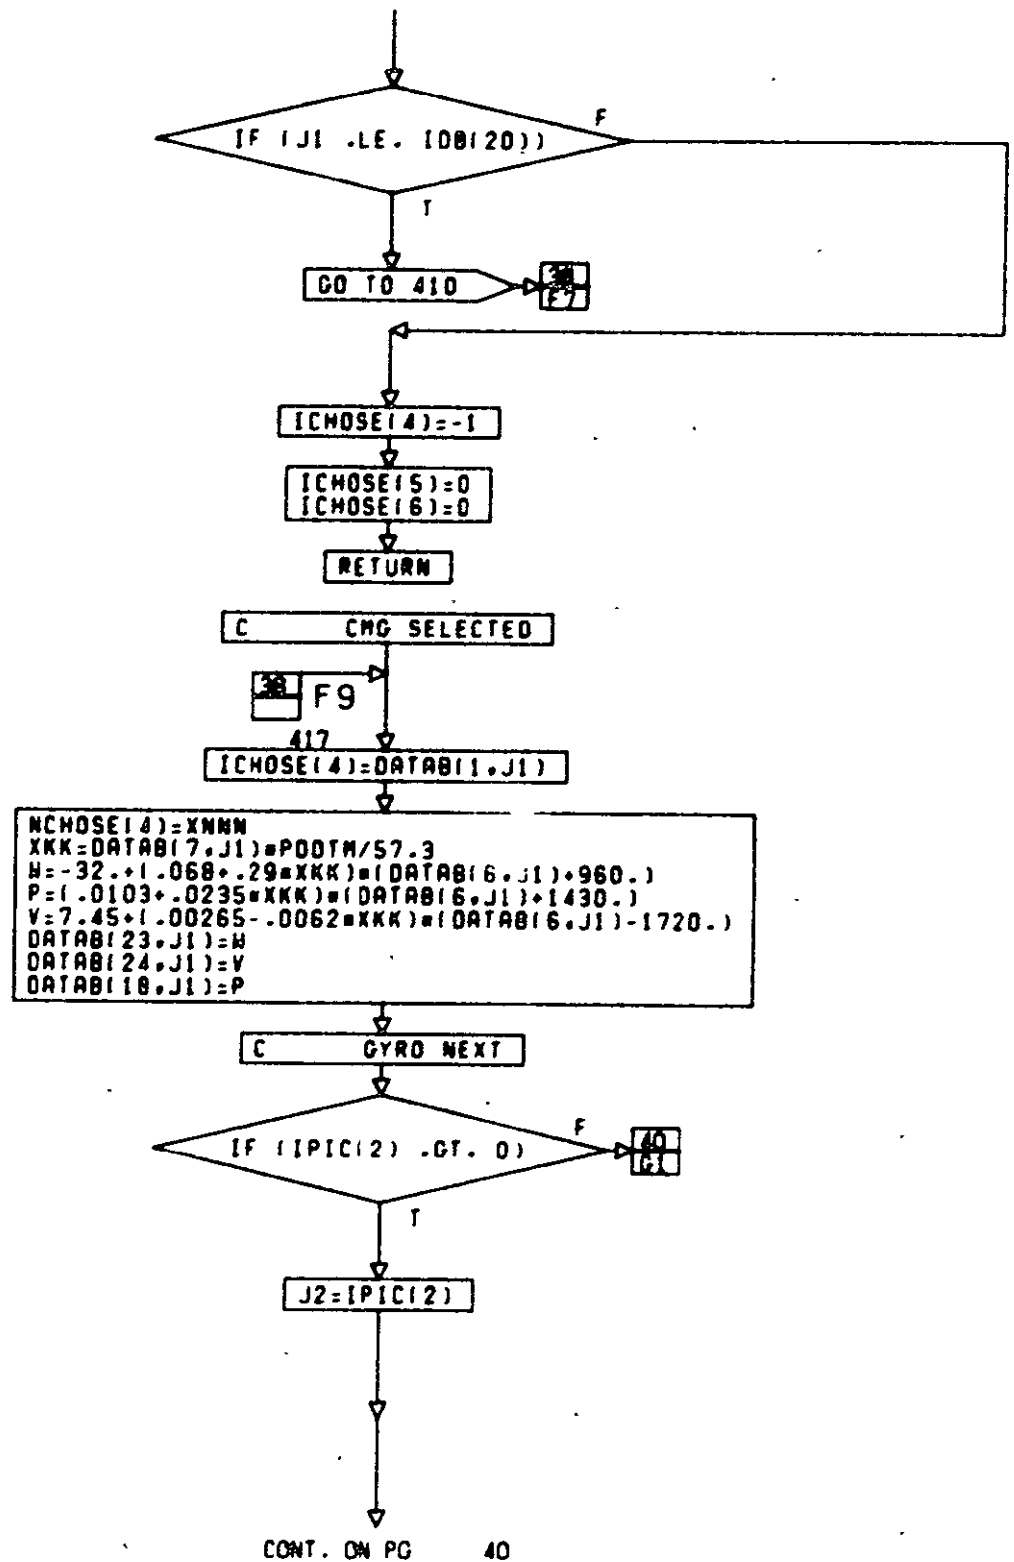 F
IF (J1 .LE. IDB(20))
T
GO TO 410
F7
ICHOSE(4)=-1
ICHOSE(5)=0
ICHOSE(6)=0
RETURN
C CMG SELECTED
F9
417
ICHOSE(4)=DATAB(1,J1)
NCHOSE(4)=XNNN
XKK=DATAB(7,J1)*PDDTM/57.3
W=-32.+(.068+.29*XKK)*(DATAB(6,J1)+960.)
P=(.0103+.0235*XKK)*(DATAB(6,J1)+1430.)
V=7.45+(.00265-.0062*XKK)*(DATAB(6,J1)-1720.)
DATAB(23,J1)=W
DATAB(24,J1)=V
DATAB(18,J1)=P
C GYRO NEXT
F
IF (IPIC(2) .GT. 0)
40
G1
T
J2=IPIC(2)
CONT. ON PG 40